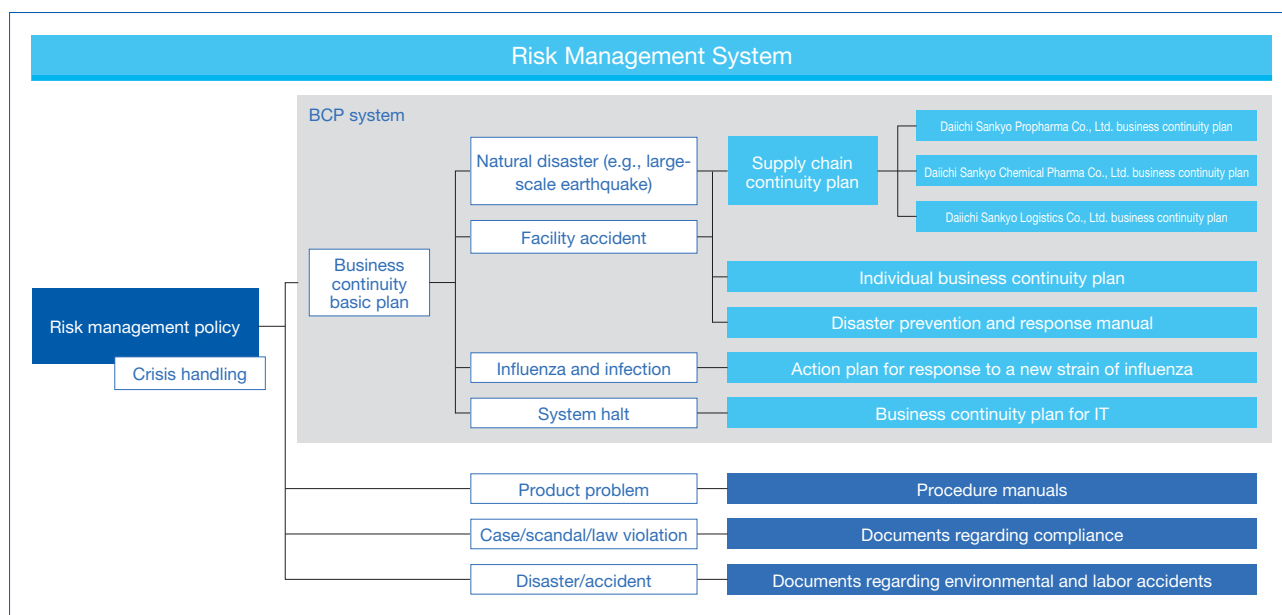 Risk Management System
BCP system
Daiichi Sankyo Propharma Co., Ltd. business continuity plan
Natural disaster (e.g., large-
scale earthquake)
Supply chain
continuity plan
Daiichi Sankyo Chemical Pharma Co., Ltd. business continuity plan
Daiichi Sankyo Logistics Co., Ltd. business continuity plan
Facility accident
Business
continuity
basic plan
Individual business continuity plan
Risk management policy
Disaster prevention and response manual
Crisis handling
Influenza and infection
Action plan for response to a new strain of influenza
System halt
Business continuity plan for IT
Product problem
Procedure manuals
Case/scandal/law violation
Documents regarding compliance
Disaster/accident
Documents regarding environmental and labor accidents